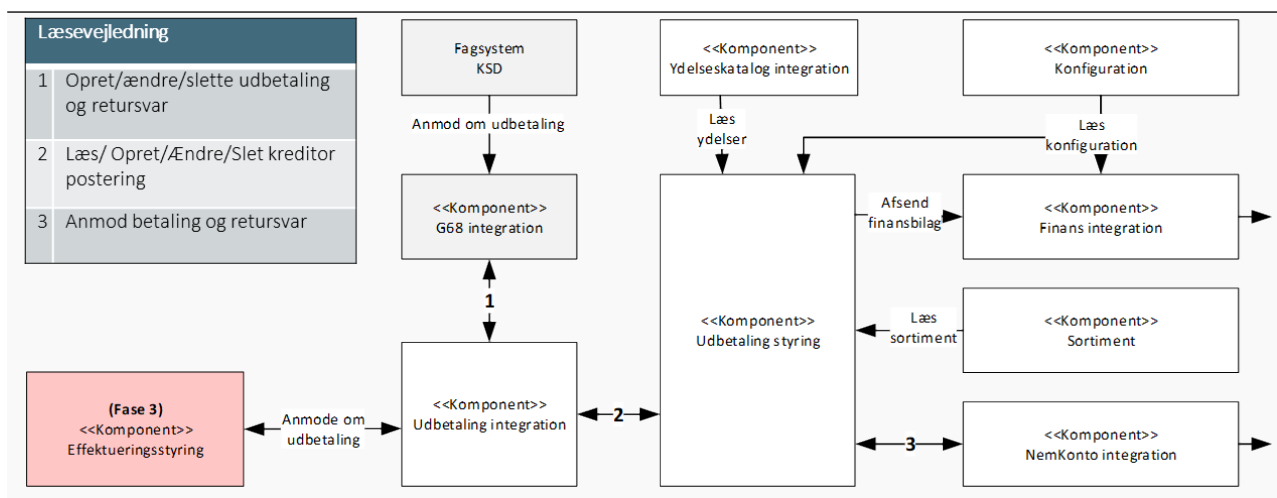 Læsevejledning
1 Opret/ændre/slette udbetaling
og retursvar
2 Læs/ Opret/Ændre/Slet kreditor
postering
3 Anmod betaling og retursvar
Fagsystem
KSD
Anmod om udbetaling
<<Komponent>>
G68 integration
1
<<Komponent>>
Udbetaling integration
(Fase 3)
<<Komponent>>
Effektueringsstyring
Anmode om
udbetaling
2
<<Komponent>>
Ydelseskatalog integration
Læs
ydelser
<<Komponent>>
Udbetaling styring
<<Komponent>>
Konfiguration
Læs
konfiguration
Afsend
finansbilag
<<Komponent>>
Finans integration
Læs
sortiment
<<Komponent>>
Sortiment
3
<<Komponent>>
NemKonto integration